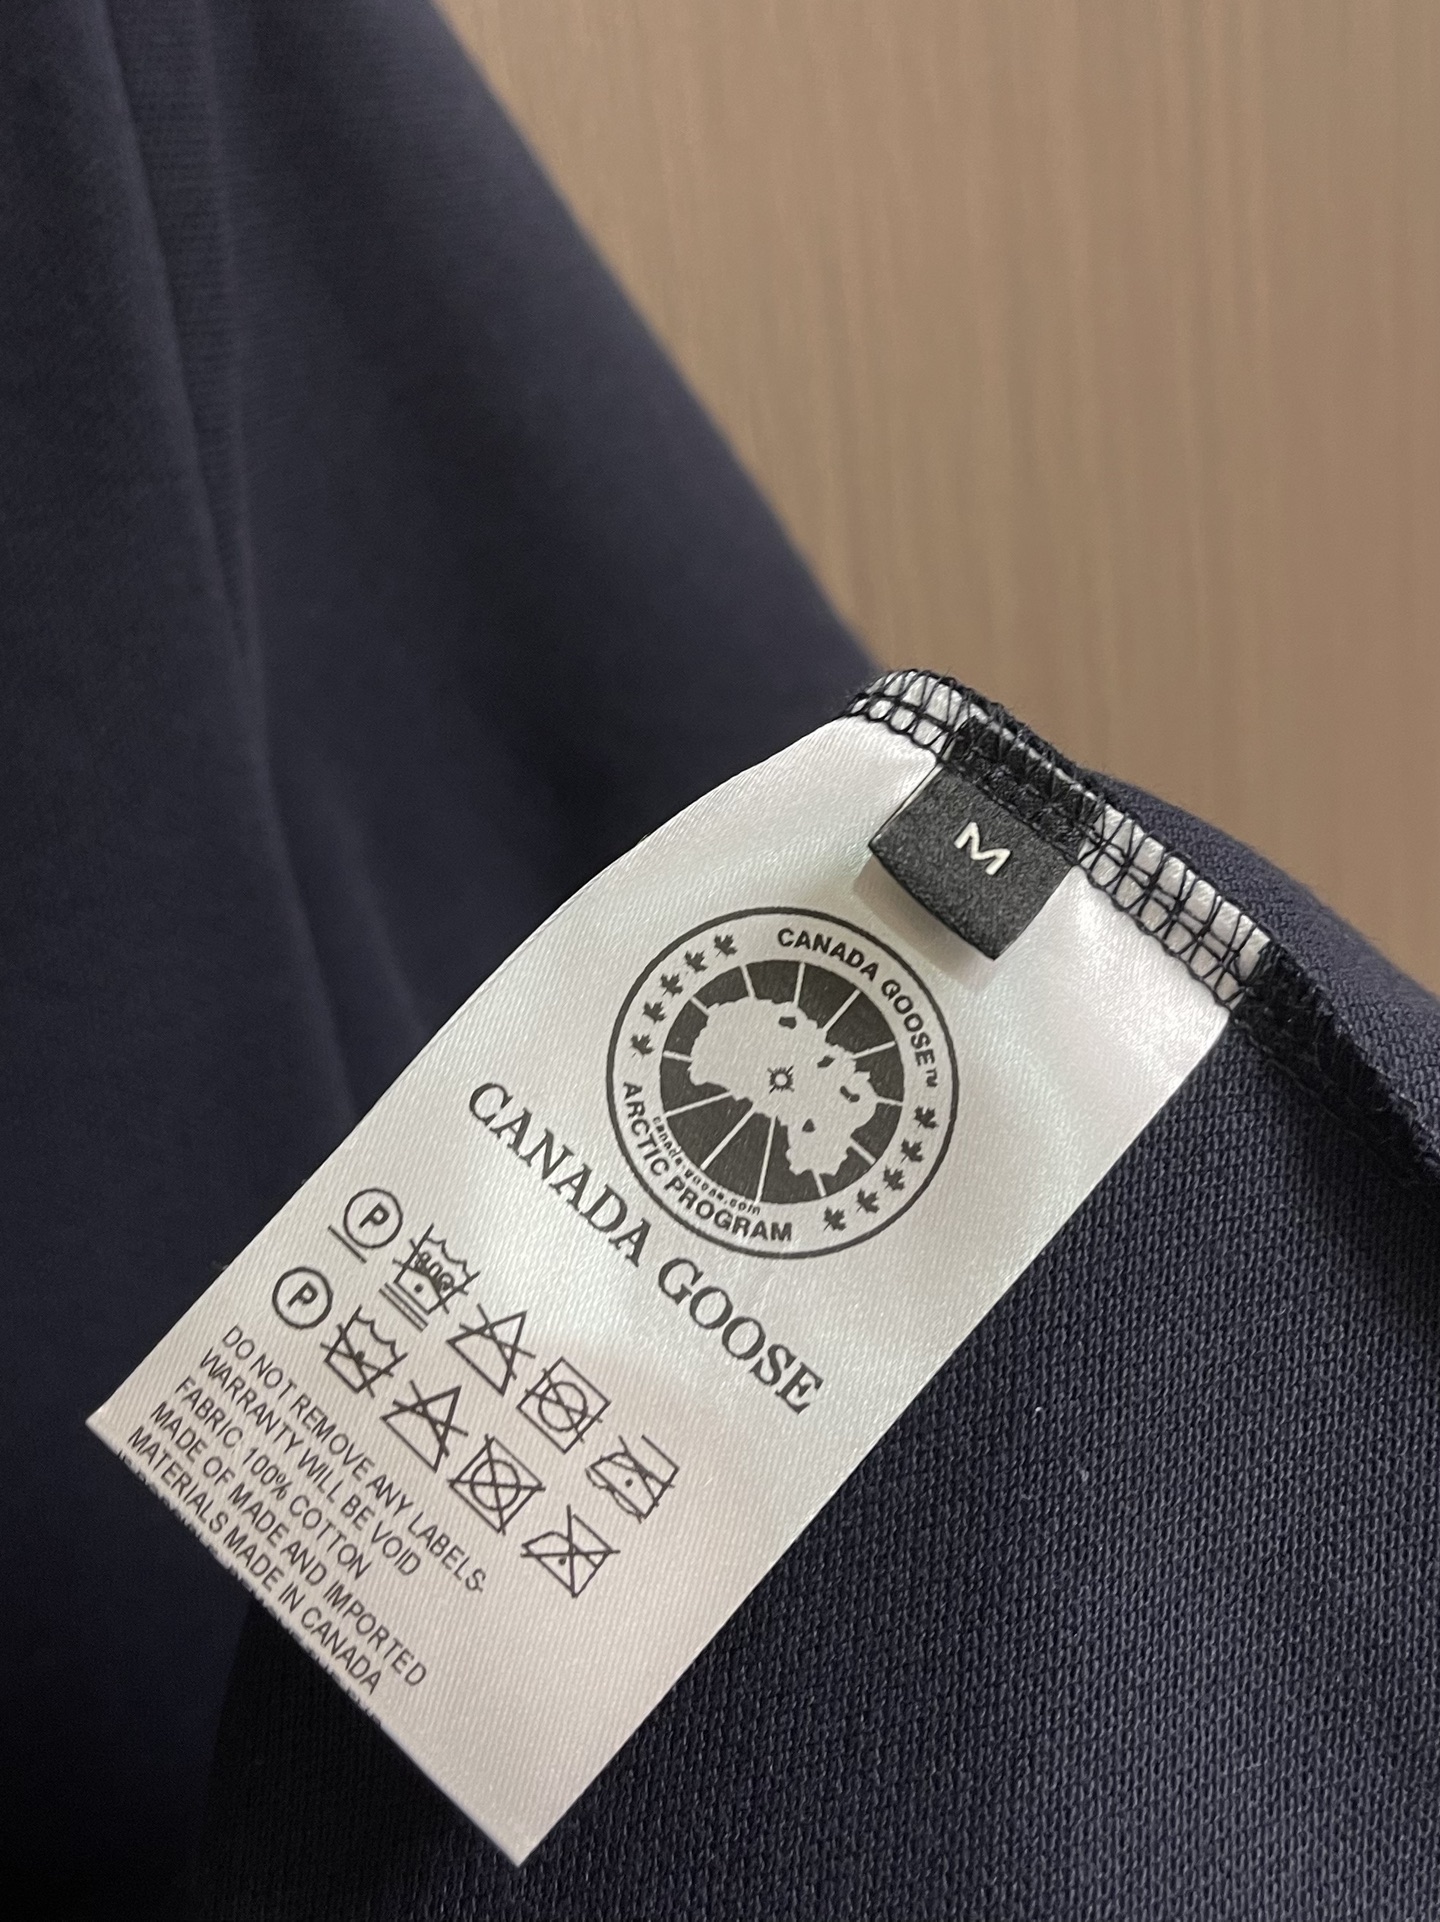 M
CANADA GOOSE™
ARCTIC PROGRAM
canada-goose.com
CANADA GOOSE
P
P
DO NOT REMOVE ANY LABELS.
WARRANTY WILL BE VOID
FABRIC 100% COTTON
MADE OF MADE AND IMPORTED
MATERIALS MADE IN CANADA